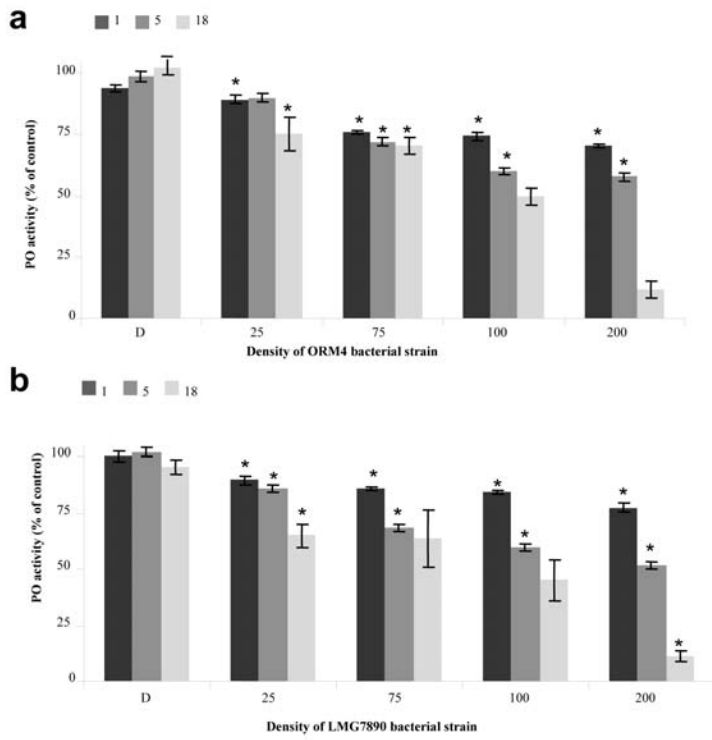 a
1 5 18
* * * * * * * * *
100
75
50
25
0
PO activity (% of control)
D 25 75 100 200
Density of ORM4 bacterial strain
b
1 5 18
* * * * * * * * * *
100
75
50
25
0
PO activity (% of control)
D 25 75 100 200
Density of LMG7890 bacterial strain